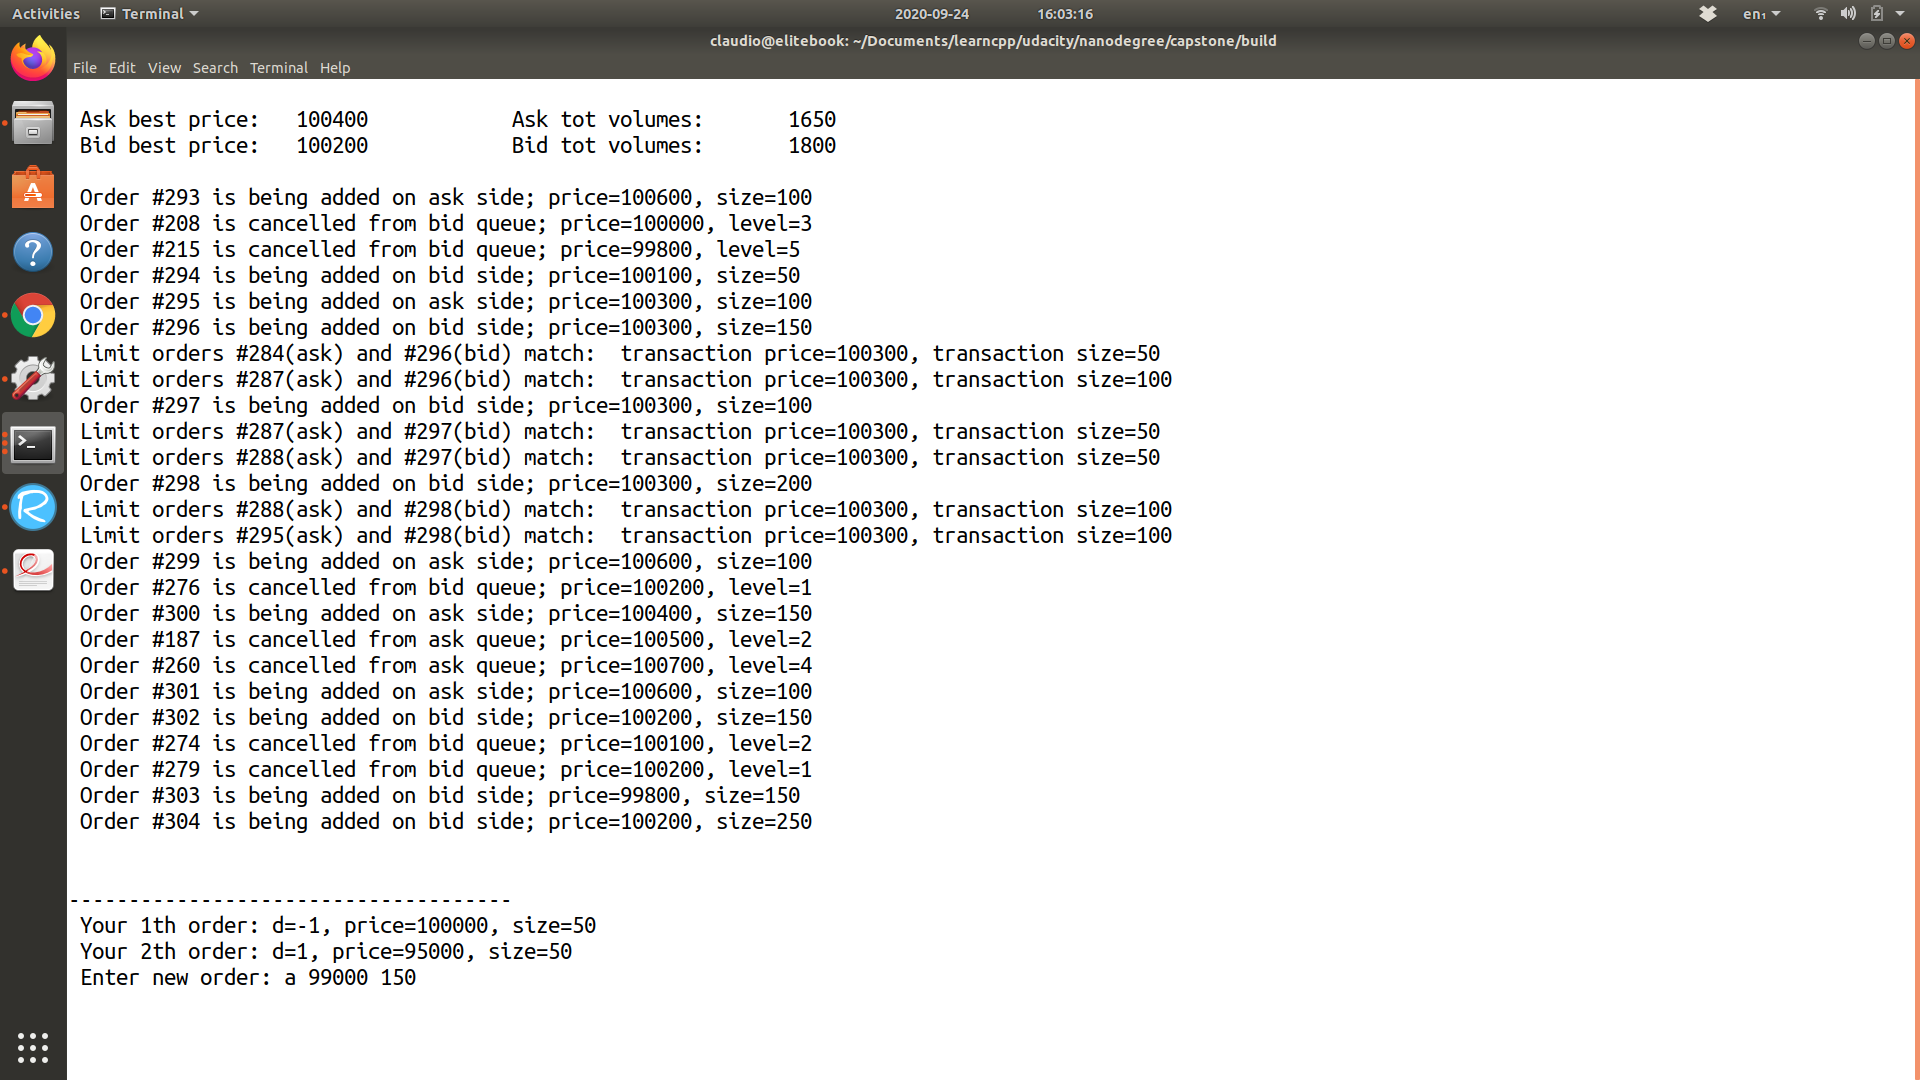 Activities Terminal 2020-09-24 16:03:16 en₁
claudio@elitebook: ~/Documents/learncpp/udacity/nanodegree/capstone/build
File Edit View Search Terminal Help
Ask best price: 100400 Ask tot volumes: 1650
Bid best price: 100200 Bid tot volumes: 1800
Order #293 is being added on ask side; price=100600, size=100
Order #208 is cancelled from bid queue; price=100000, level=3
Order #215 is cancelled from bid queue; price=99800, level=5
Order #294 is being added on bid side; price=100100, size=50
Order #295 is being added on ask side; price=100300, size=100
Order #296 is being added on bid side; price=100300, size=150
Limit orders #284(ask) and #296(bid) match: transaction price=100300, transaction size=50
Limit orders #287(ask) and #296(bid) match: transaction price=100300, transaction size=100
Order #297 is being added on bid side; price=100300, size=100
Limit orders #287(ask) and #297(bid) match: transaction price=100300, transaction size=50
Limit orders #288(ask) and #297(bid) match: transaction price=100300, transaction size=50
Order #298 is being added on bid side; price=100300, size=200
Limit orders #288(ask) and #298(bid) match: transaction price=100300, transaction size=100
Limit orders #295(ask) and #298(bid) match: transaction price=100300, transaction size=100
Order #299 is being added on ask side; price=100600, size=100
Order #276 is cancelled from bid queue; price=100200, level=1
Order #300 is being added on ask side; price=100400, size=150
Order #187 is cancelled from ask queue; price=100500, level=2
Order #260 is cancelled from ask queue; price=100700, level=4
Order #301 is being added on ask side; price=100600, size=100
Order #302 is being added on bid side; price=100200, size=150
Order #274 is cancelled from bid queue; price=100100, level=2
Order #279 is cancelled from bid queue; price=100200, level=1
Order #303 is being added on bid side; price=99800, size=150
Order #304 is being added on bid side; price=100200, size=250
-------------------------------------
Your 1th order: d=-1, price=100000, size=50
Your 2th order: d=1, price=95000, size=50
Enter new order: a 99000 150